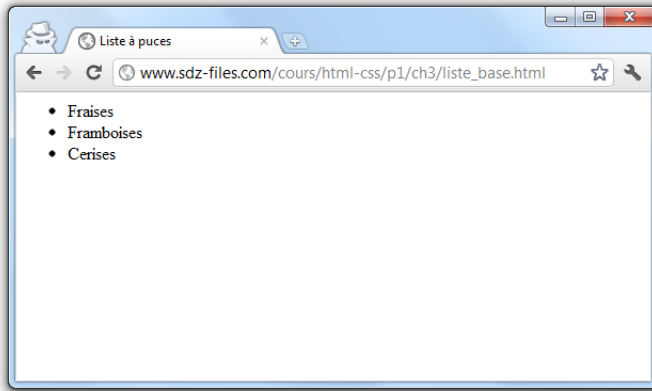 Liste à puces
www.sdz-files.com/cours/html-css/p1/ch3/liste_base.html
Fraises
Framboises
Cerises